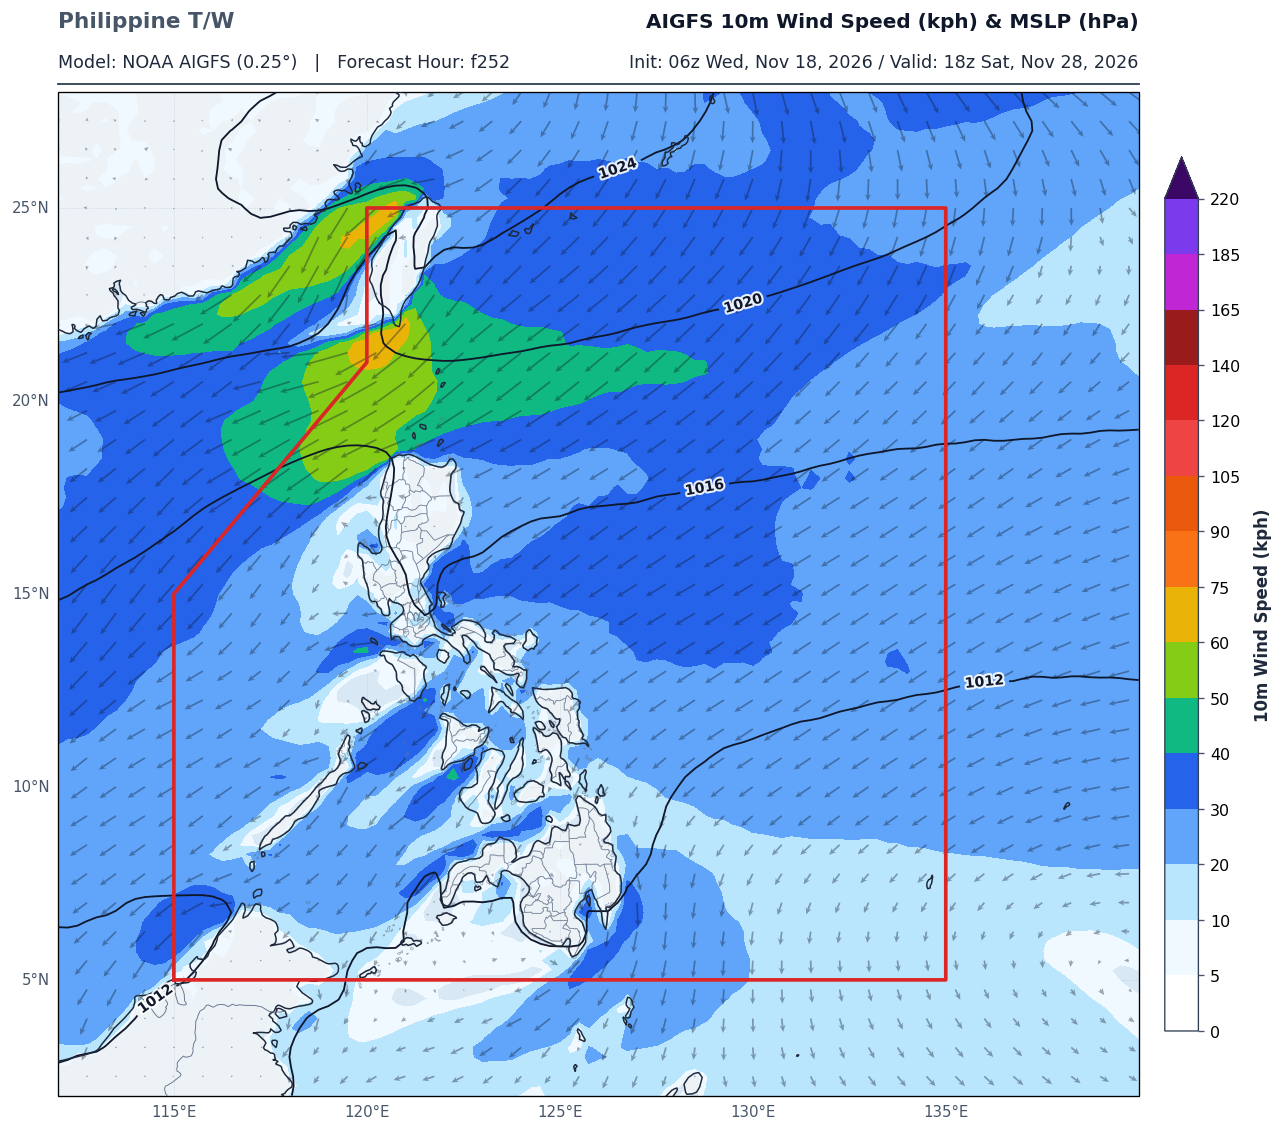 Philippine T/W
AIGFS 10m Wind Speed (kph) & MSLP (hPa)
Model: NOAA AIGFS (0.25°)   |   Forecast Hour: f252
Init: 06z Wed, Nov 18, 2026 / Valid: 18z Sat, Nov 28, 2026
25°N
20°N
15°N
10°N
5°N
115°E
120°E
125°E
130°E
135°E
1024
1020
1016
1012
1012
220
185
165
140
120
105
90
75
60
50
40
30
20
10
5
0
10m Wind Speed (kph)